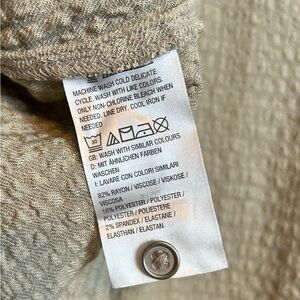 MACHINE WASH COLD DELICATE
CYCLE. WASH WITH LIKE COLORS.
ONLY NON-CHLORINE BLEACH WHEN
NEEDED. LINE DRY. COOL IRON IF
NEEDED
30
GB: WASH WITH SIMILAR COLOURS
D: MIT ÄHNLICHEN FARBEN
WASCHEN
I: LAVARE CON COLORI SIMILARI
82% RAYON / VISCOSE / VISKOSE /
VISCOSA
16% POLYESTER / POLYESTER /
POLYESTER / POLIESTERE
2% SPANDEX / ELASTANE /
ELASTHAN / ELASTAN